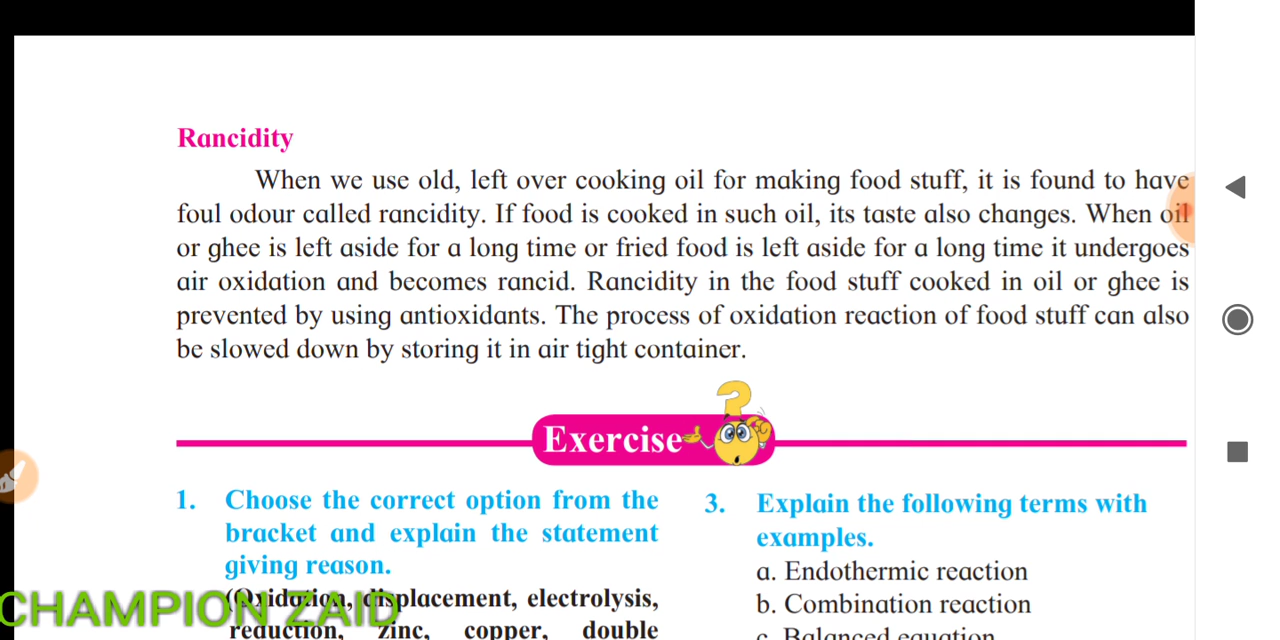 Rancidity
When we use old, left over cooking oil for making food stuff, it is found to have
foul odour called rancidity. If food is cooked in such oil, its taste also changes. When oil
or ghee is left aside for a long time or fried food is left aside for a long time it undergoes
air oxidation and becomes rancid. Rancidity in the food stuff cooked in oil or ghee is
prevented by using antioxidants. The process of oxidation reaction of food stuff can also
be slowed down by storing it in air tight container.
Exercise
1. Choose the correct option from the
bracket and explain the statement
giving reason.
(Oxidation, displacement, electrolysis,
reduction, zinc, copper, double
3. Explain the following terms with
examples.
a. Endothermic reaction
b. Combination reaction
c. Balanced equation
CHAMPION ZAID